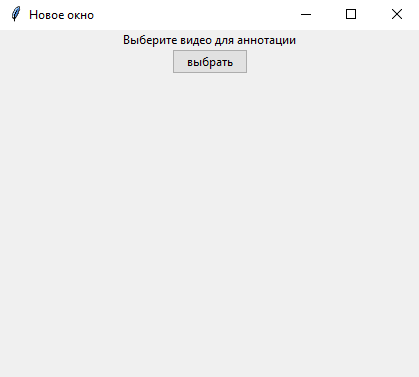 Новое окно
Выберите видео для аннотации
выбрать